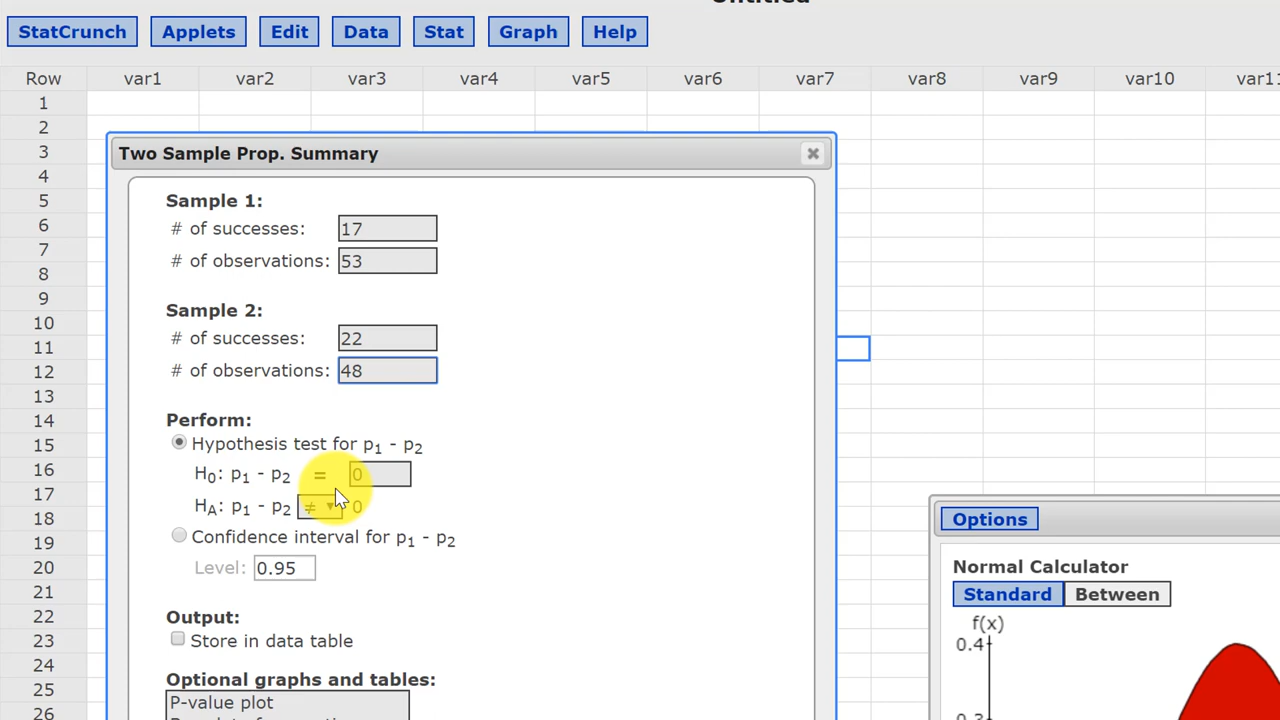 Untitled
StatCrunch Applets Edit Data Stat Graph Help
Row var1 var2 var3 var4 var5 var6 var7 var8 var9 var10
1
2
Two Sample Prop. Summary
3
4
Sample 1:
5
# of successes: 17
6
# of observations: 53
7
8
9
Sample 2:
10
# of successes: 22
11
# of observations: 48
12
13
Perform:
14
Hypothesis test for p1 - p2
15
H0: p1 - p2 = 0
16
17
HA: p1 - p2 ≠ 0
18
Options
Confidence interval for p1 - p2
19
Level: 0.95
20
Normal Calculator
21
Standard Between
Output:
22
f(x)
Store in data table
23
0.4
24
Optional graphs and tables:
25
P-value plot
26